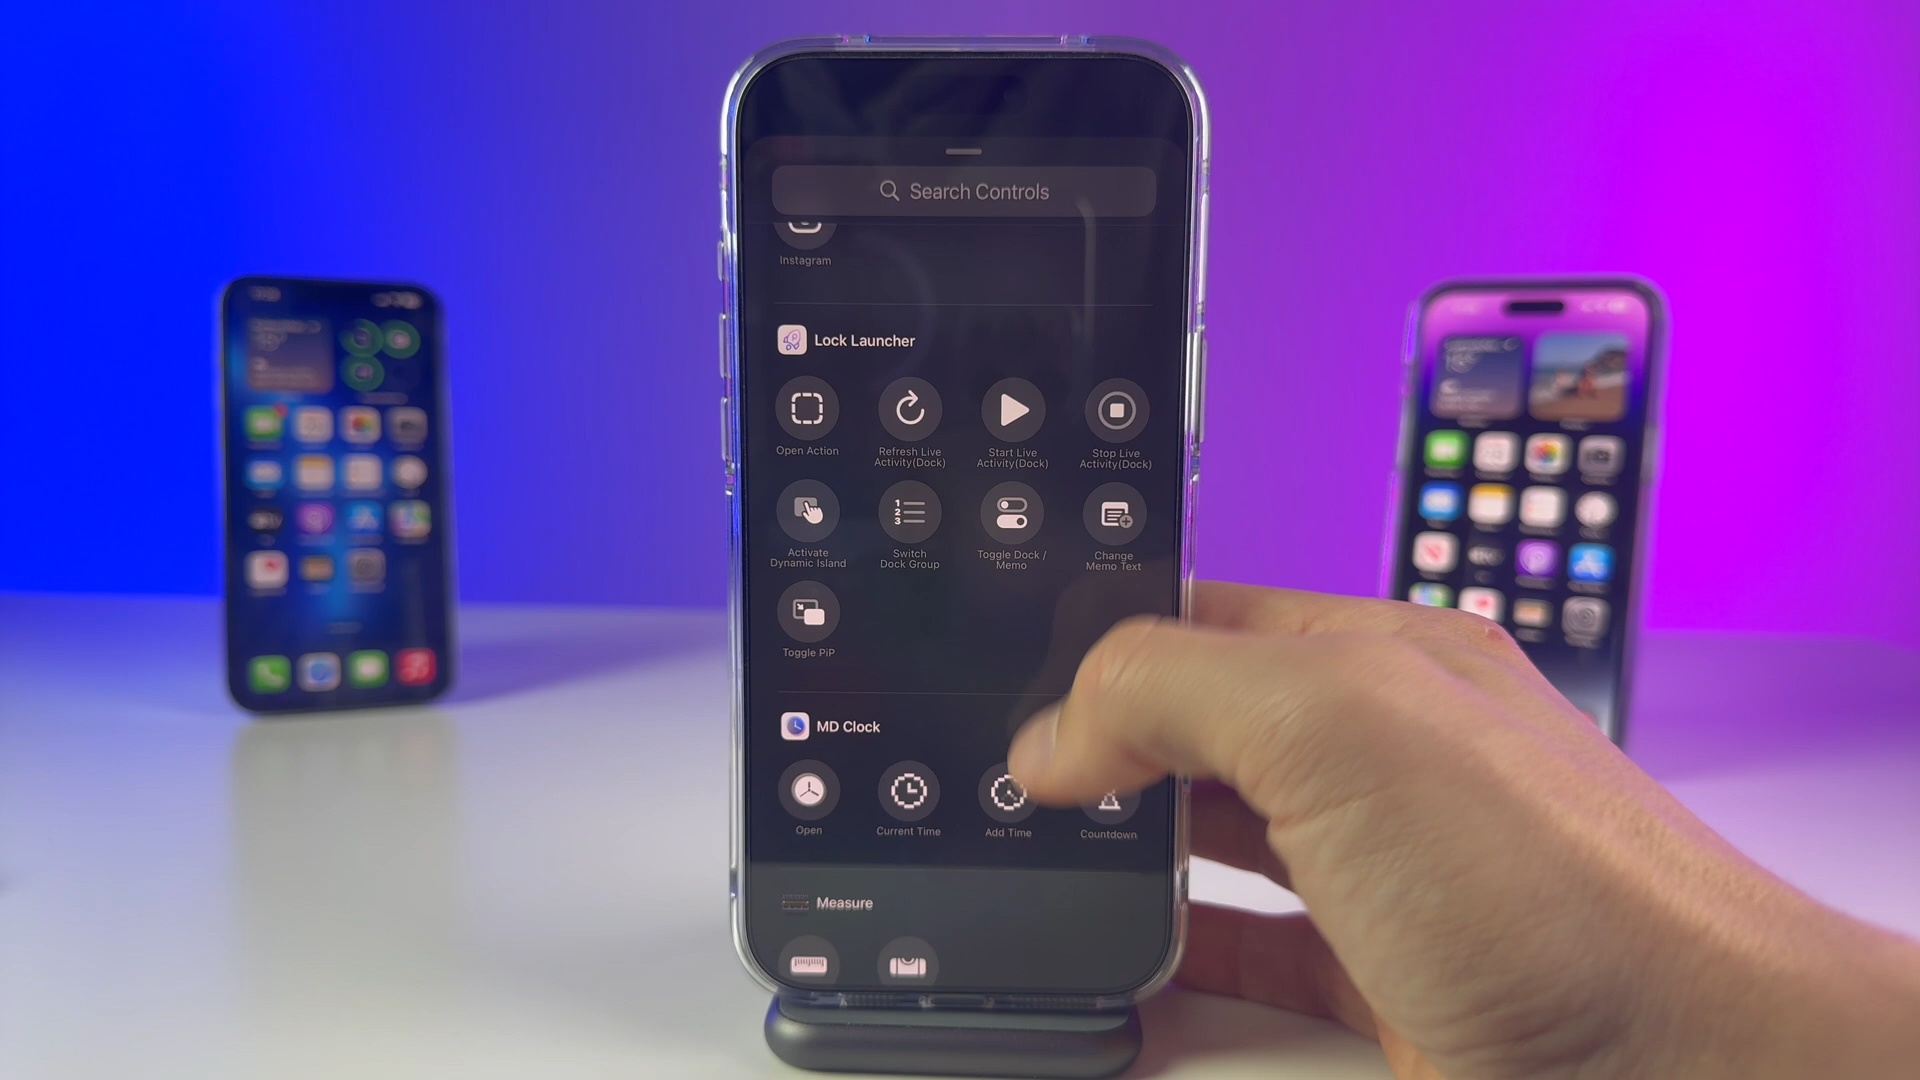 Search Controls
Instagram
Lock Launcher
Open Action
Refresh Live
Activity(Dock)
Start Live
Activity(Dock)
Stop Live
Activity(Dock)
Activate
Dynamic Island
Switch
Dock Group
Toggle Dock /
Memo
Change
Memo Text
Toggle PiP
MD Clock
Open
Current Time
Add Time
Countdown
Measure